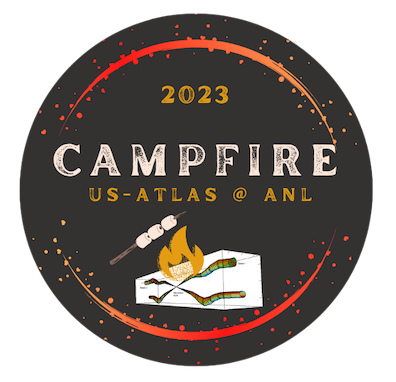 2023
CAMPFIRE
US-ATLAS @ ANL